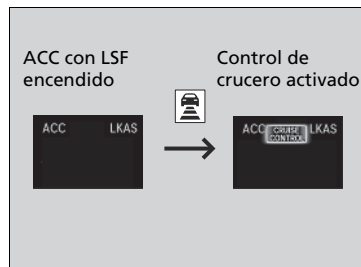 ACC con LSF
encendido
Control de
crucero activado
ACC LKAS
ACC CRUISE CONTROL LKAS